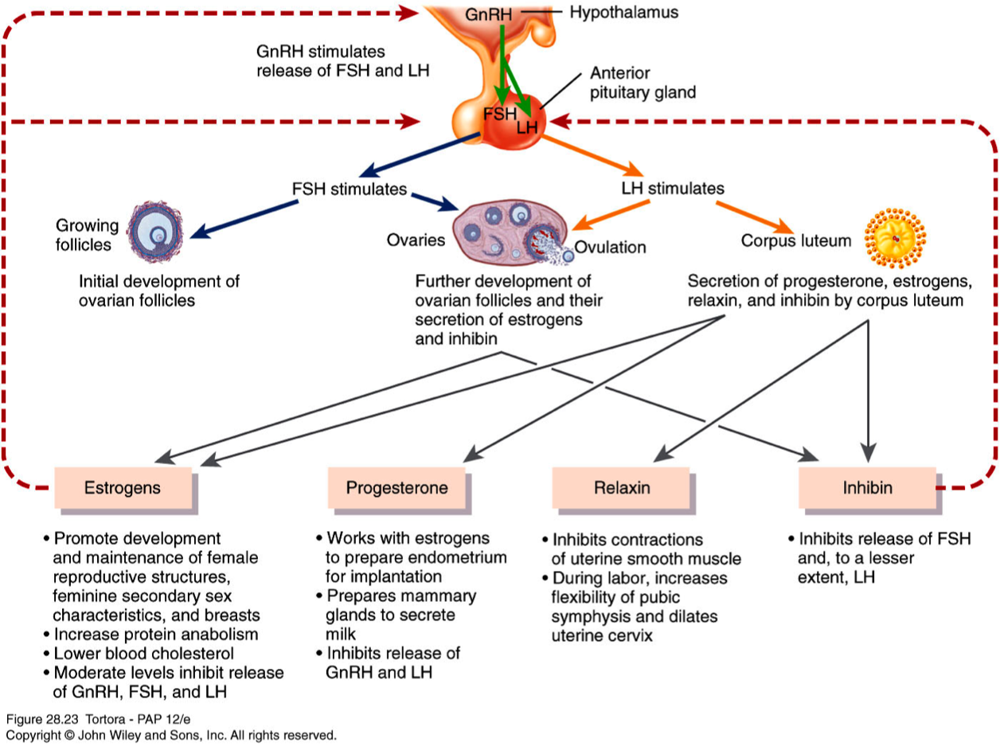 GnRH
Hypothalamus
GnRH stimulates
release of FSH and LH
Anterior
pituitary gland
FSH
LH
FSH stimulates
LH stimulates
Growing
follicles
Ovaries
Ovulation
Corpus luteum
Initial development of
ovarian follicles
Further development of
ovarian follicles and their
secretion of estrogens
and inhibin
Secretion of progesterone, estrogens,
relaxin, and inhibin by corpus luteum
Estrogens
• Promote development
and maintenance of female
reproductive structures,
feminine secondary sex
characteristics, and breasts
• Increase protein anabolism
• Lower blood cholesterol
• Moderate levels inhibit release
of GnRH, FSH, and LH
Progesterone
• Works with estrogens
to prepare endometrium
for implantation
• Prepares mammary
glands to secrete
milk
• Inhibits release of
GnRH and LH
Relaxin
• Inhibits contractions
of uterine smooth muscle
• During labor, increases
flexibility of pubic
symphysis and dilates
uterine cervix
Inhibin
• Inhibits release of FSH
and, to a lesser
extent, LH
Figure 28.23 Tortora - PAP 12/e
Copyright © John Wiley and Sons, Inc. All rights reserved.